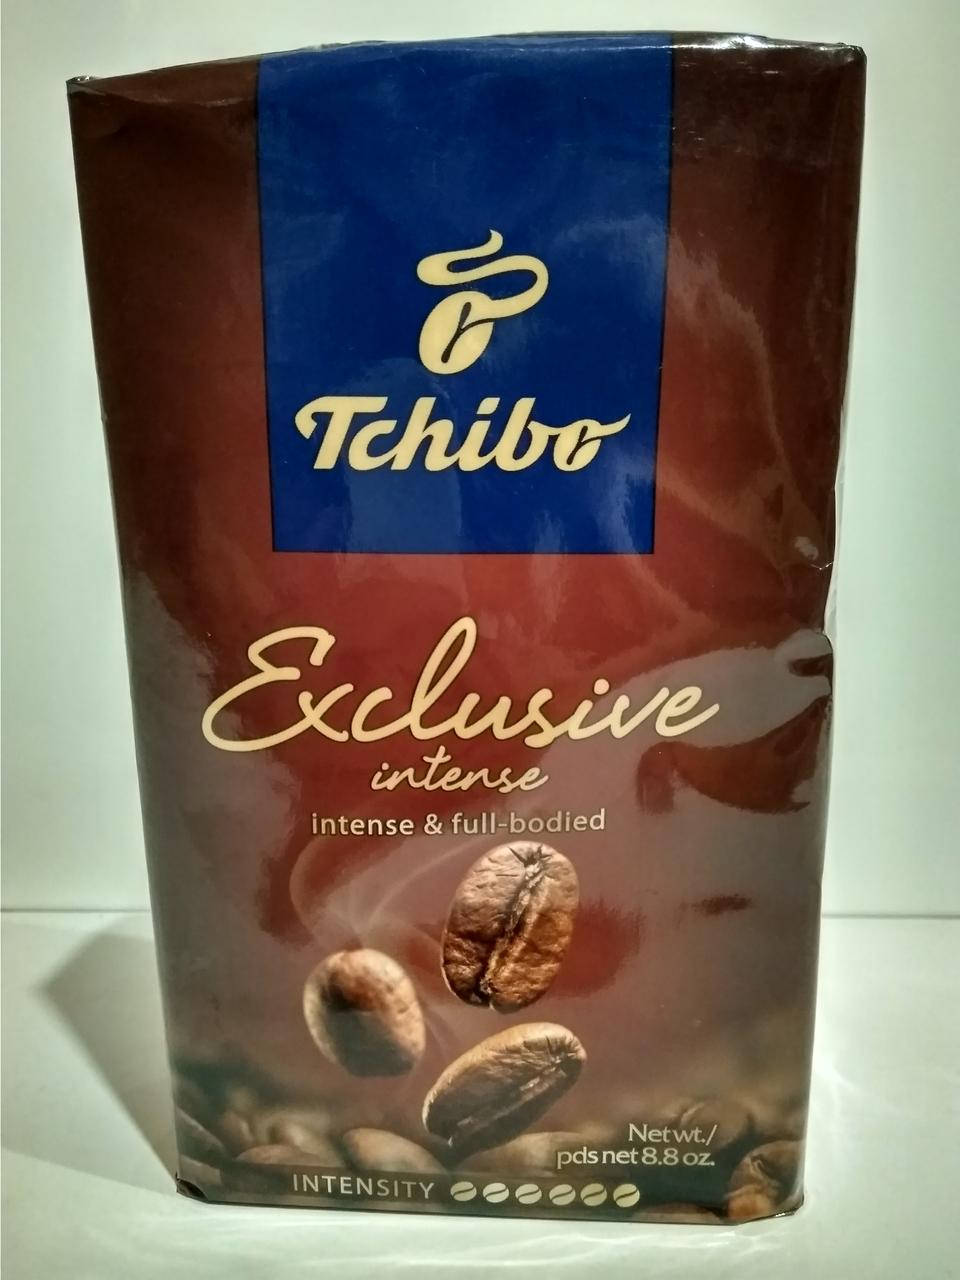 Tchibo
Exclusive
intense
intense & full-bodied
Net wt./
pds net 8.8 oz.
INTENSITY